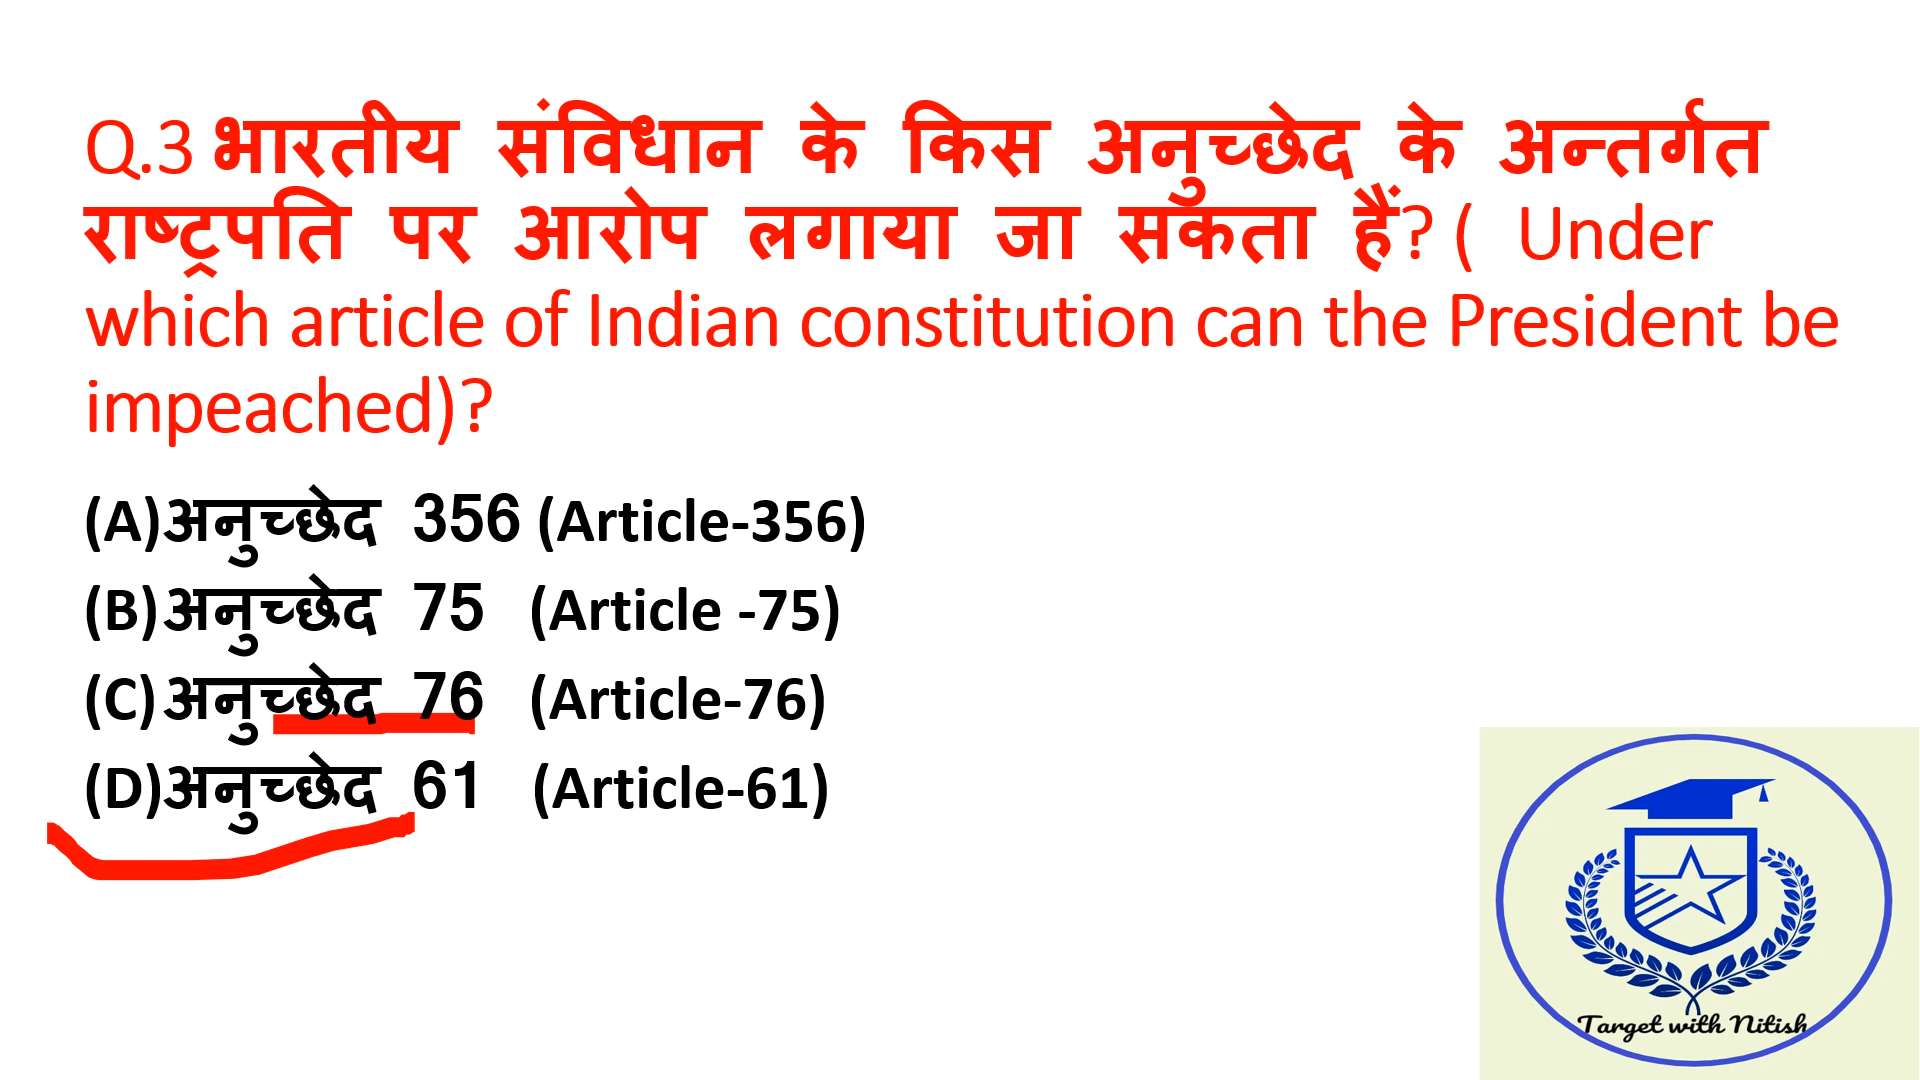 Q.3 भारतीय संविधान के किस अनुच्छेद के अन्तर्गत
राष्ट्रपति पर आरोप लगाया जा सकता हैं? ( Under
which article of Indian constitution can the President be
impeached)?
(A)अनुच्छेद 356 (Article-356)
(B)अनुच्छेद 75 (Article -75)
(C)अनुच्छेद 76 (Article-76)
(D)अनुच्छेद 61 (Article-61)
Target with Nitish